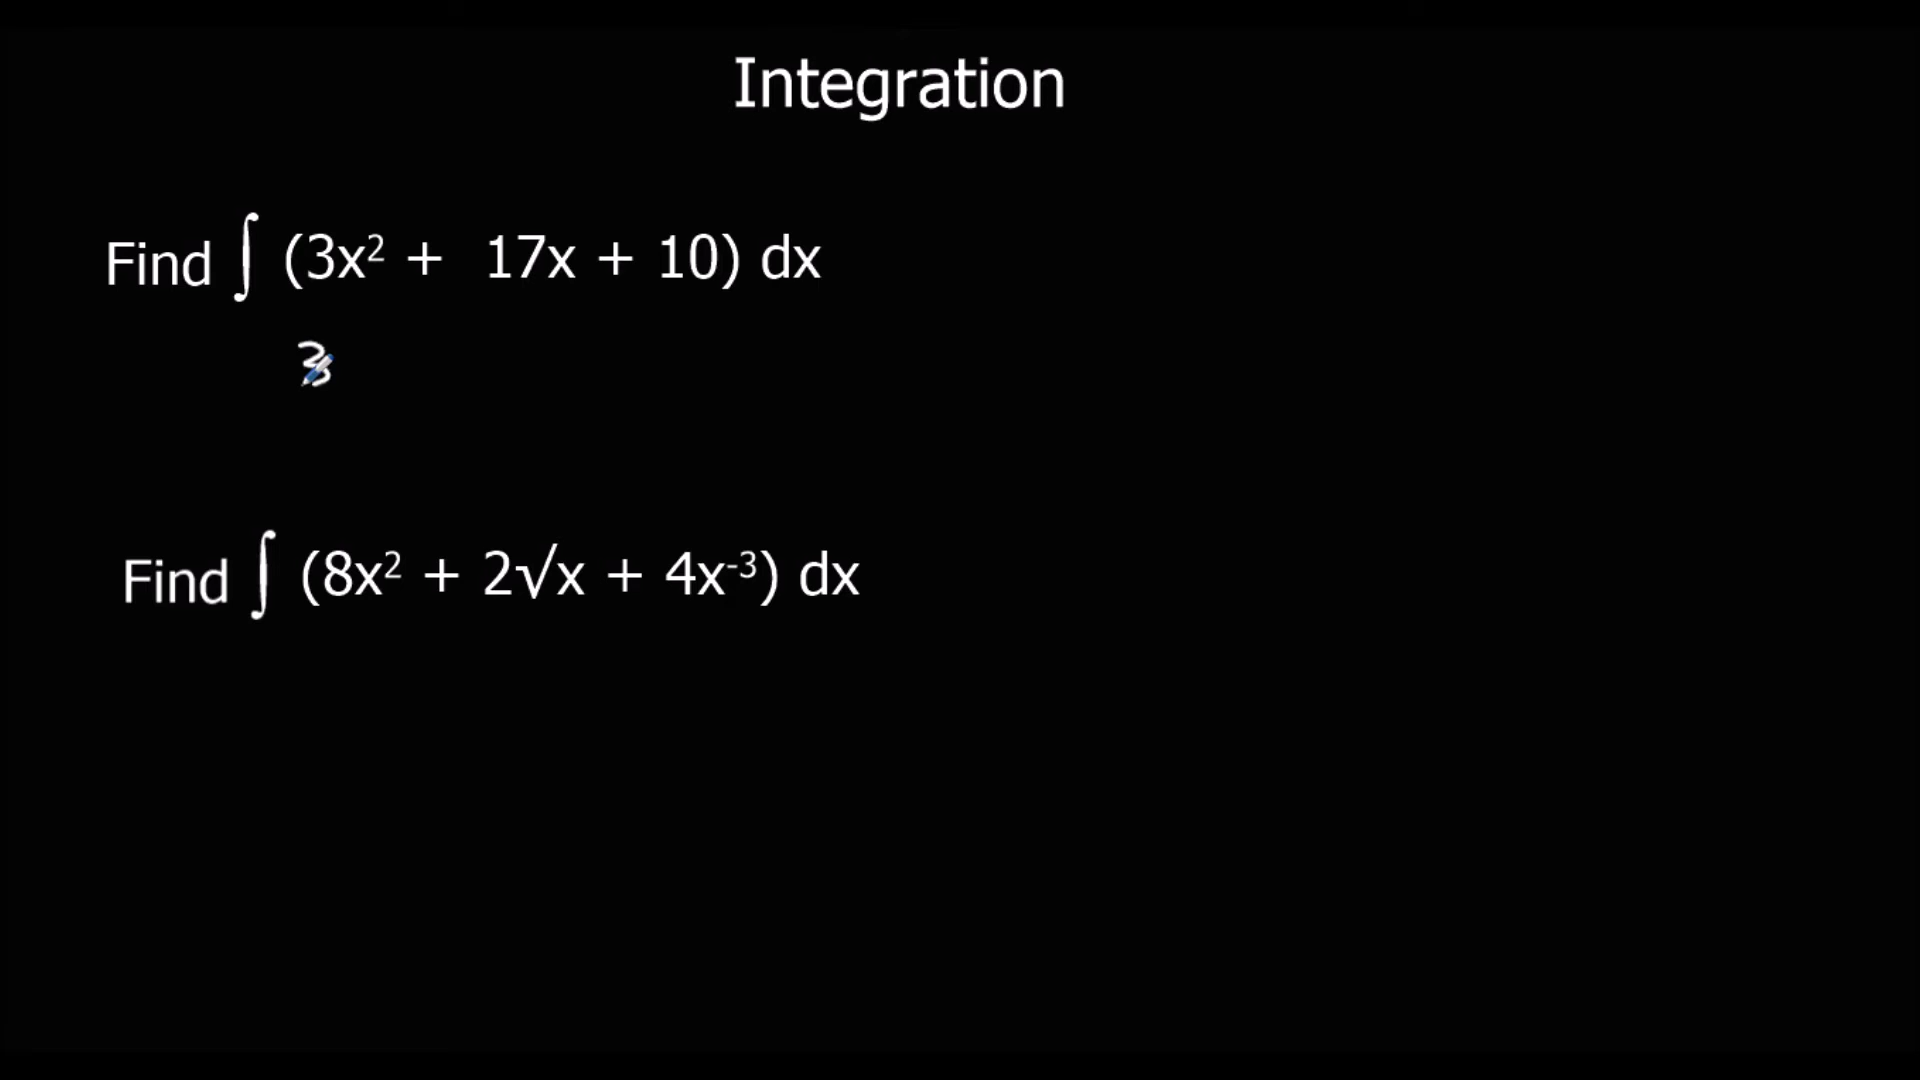 Integration
Find ∫ (3x² + 17x + 10) dx
3
Find ∫ (8x² + 2√x + 4x⁻³) dx